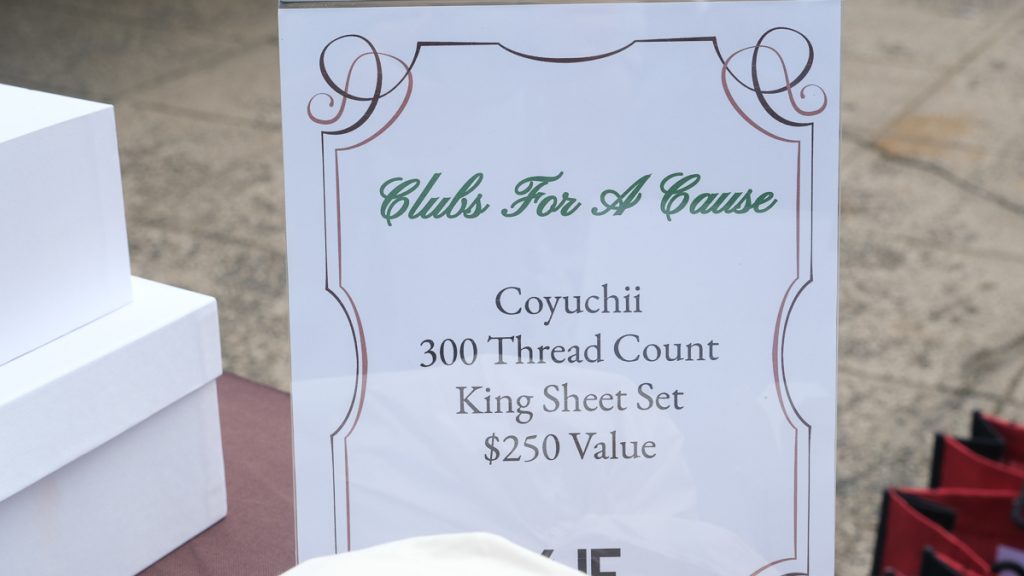 Clubs For A Cause
Coyuchii
300 Thread Count
King Sheet Set
$250 Value